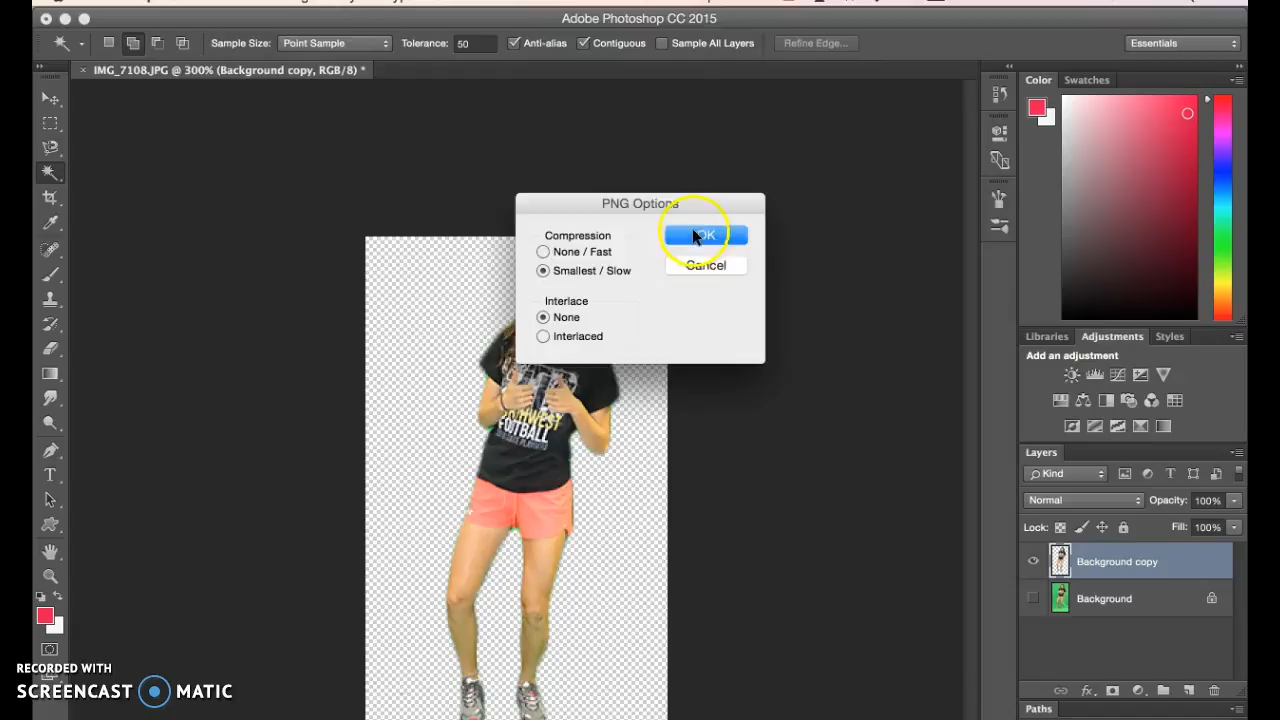 Adobe Photoshop CC 2015
Sample Size: Point Sample Tolerance: 50 Anti-alias Contiguous Sample All Layers Refine Edge... Essentials
× IMG_7108.JPG @ 300% (Background copy, RGB/8) *
Color Swatches
PNG Options
Compression
OK
None / Fast
Cancel
Smallest / Slow
Interlace
None
Interlaced
FOOTBALL
Libraries Adjustments Styles
Add an adjustment
Layers
Kind
Normal Opacity: 100%
Lock: Fill: 100%
Background copy
Background
fx
Paths
RECORDED WITH
SCREENCAST MATIC